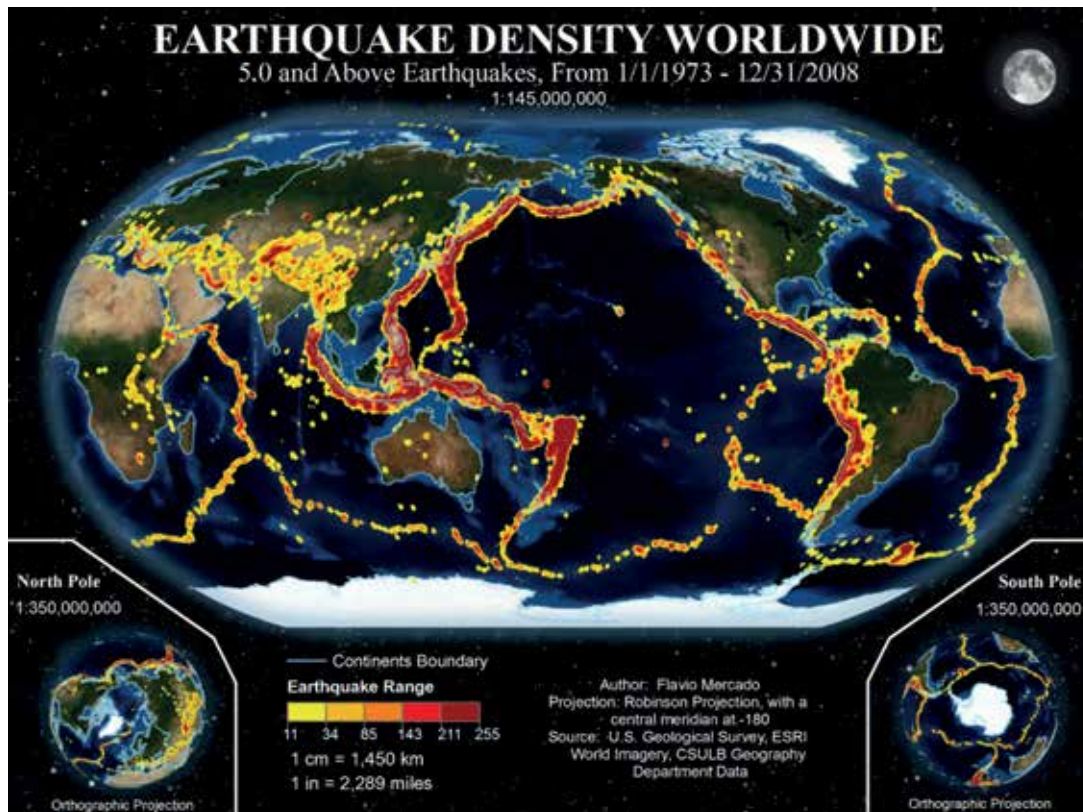 EARTHQUAKE DENSITY WORLDWIDE
5.0 and Above Earthquakes, From 1/1/1973 - 12/31/2008
1:145,000,000
North Pole
1:350,000,000
Orthographic Projection
Continents Boundary
Earthquake Range
11 34 85 143 211 255
1 cm = 1,450 km
1 in = 2,289 miles
Author: Flavio Mercado
Projection: Robinson Projection, with a
central meridian at -180
Source: U.S. Geological Survey, ESRI
World Imagery, CSULB Geography
Department Data
South Pole
1:350,000,000
Orthographic Projection